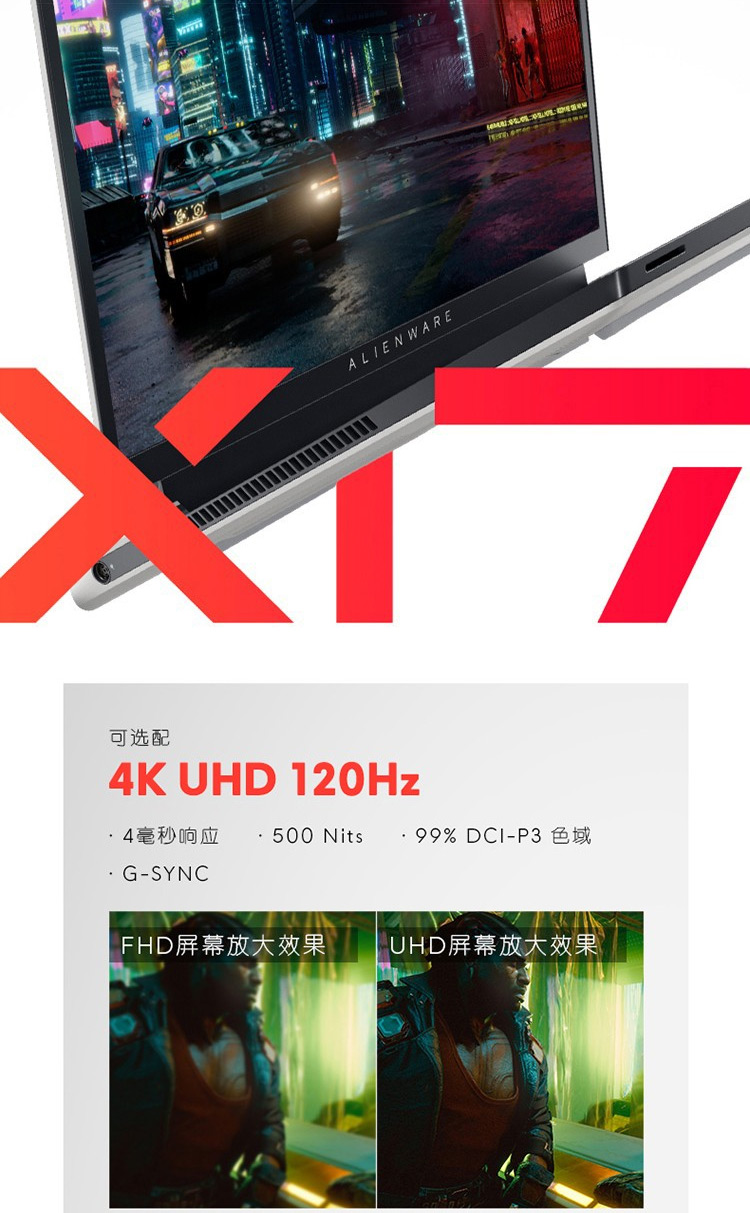 ALIENWARE
X17
可选配
4K UHD 120Hz
· 4毫秒响应 · 500 Nits · 99% DCI-P3 色域
· G-SYNC
FHD屏幕放大效果 UHD屏幕放大效果